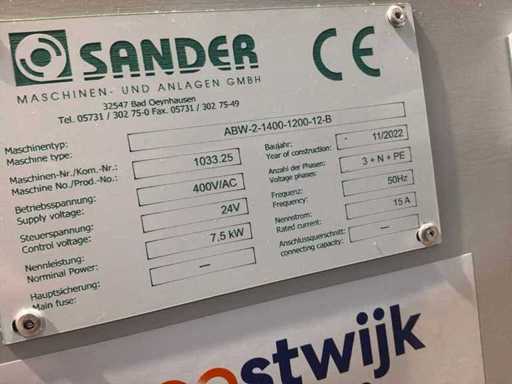 SANDER
MASCHINEN- UND ANLAGEN GMBH
CE
32547 Bad Oeynhausen
Tel. 05731 / 302 75-0 Fax. 05731 / 302 75-49
Maschinentyp:
Machine type:
ABW-2-1400-1200-12-B
Maschinen-Nr./Kom.-Nr.:
Maschine No./Prod.-No.:
1033.25
Baujahr:
Year of construction:
- 11/2022
Betriebsspannung:
Supply voltage:
400V/AC
Anzahl der Phasen:
Voltage phases:
3 + N + PE
Steuerspannung:
Control voltage:
24V
Frequenz:
Frequency:
50Hz
Nennleistung:
Norminal Power:
7.5 kW
Nennstrom:
Rated current:
15 A
Hauptsicherung:
Main fuse:
—
Anschlussquerschnitt:
connecting capacity:
—
oostwijk